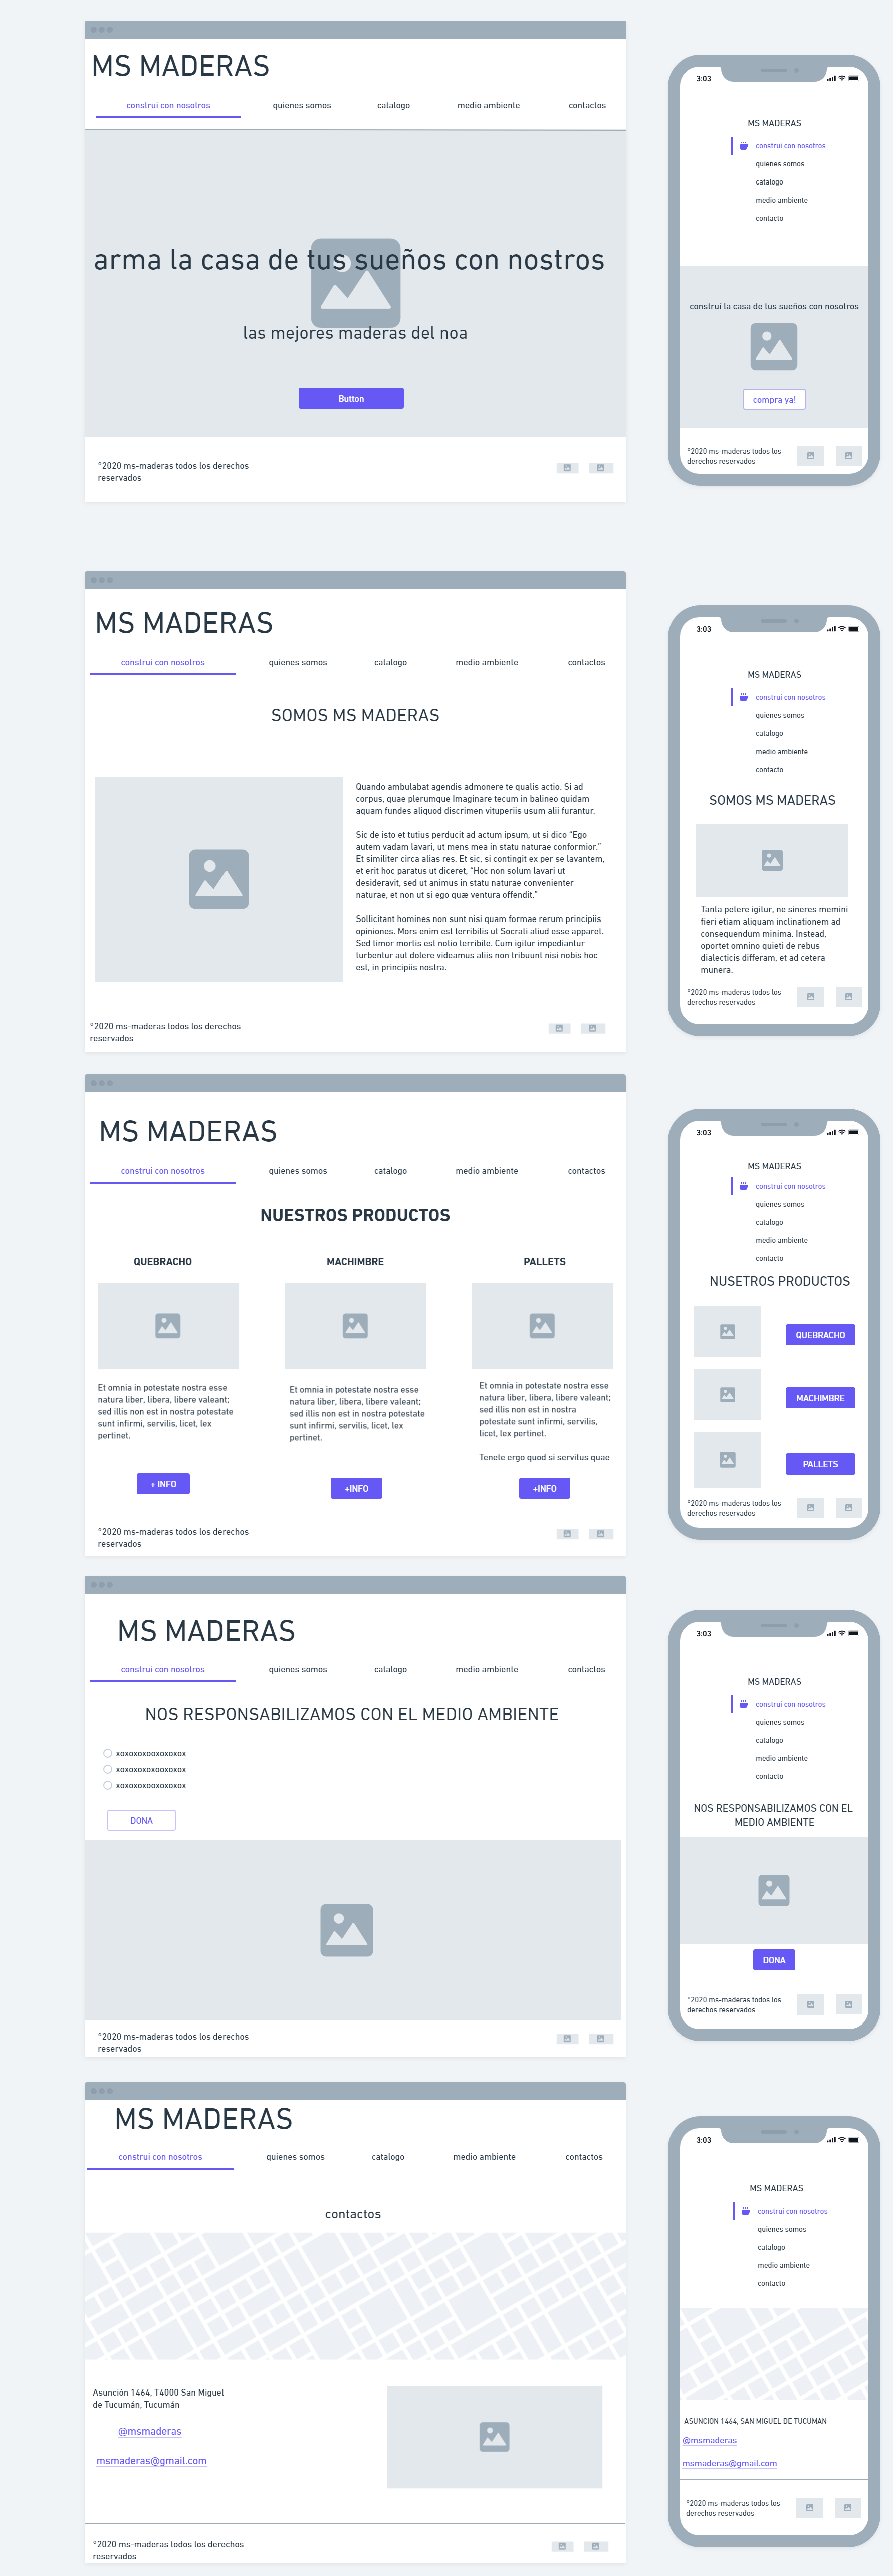 MS MADERAS
construi con nosotros quienes somos catalogo medio ambiente contactos
arma la casa de tus sueños con nostros
las mejores maderas del noa
Button
°2020 ms-maderas todos los derechos
reservados
3:03
MS MADERAS
construi con nosotros
quienes somos
catalogo
medio ambiente
contacto
construí la casa de tus sueños con nosotros
compra ya!
°2020 ms-maderas todos los
derechos reservados
MS MADERAS
construi con nosotros quienes somos catalogo medio ambiente contactos
SOMOS MS MADERAS
Quando ambulabat agendis admonere te qualis actio. Si ad
corpus, quae plerumque Imaginare tecum in balineo quidam
aquam fundes aliquod discrimen vituperiis usum alii furantur.
Sic de isto et tutius perducit ad actum ipsum, ut si dico “Ego
autem vadam lavari, ut mens mea in statu naturae conformior.”
Et similiter circa alias res. Et sic, si contingit ex per se lavantem,
et erit hoc paratus ut diceret, “Hoc non solum lavari ut
desideravit, sed ut animus in statu naturae convenienter
naturae, et non ut si ego quæ ventura offendit.”
Sollicitant homines non sunt nisi quam formae rerum principiis
opiniones. Mors enim est terribilis ut Socrati aliud esse apparet.
Sed timor mortis est notio terribile. Cum igitur impediantur
turbentur aut dolere videamus aliis non tribuunt nisi nobis hoc
est, in principiis nostra.
°2020 ms-maderas todos los derechos
reservados
3:03
MS MADERAS
construi con nosotros
quienes somos
catalogo
medio ambiente
contacto
SOMOS MS MADERAS
Tanta petere igitur, ne sineres memini
fieri etiam aliquam inclinationem ad
consequendum minima. Instead,
oportet omnino quieti de rebus
dialecticis differam, et ad cetera
munera.
°2020 ms-maderas todos los
derechos reservados
MS MADERAS
construi con nosotros quienes somos catalogo medio ambiente contactos
NUESTROS PRODUCTOS
QUEBRACHO
Et omnia in potestate nostra esse
natura liber, libera, libere valeant;
sed illis non est in nostra potestate
sunt infirmi, servilis, licet, lex
pertinet.
+ INFO
MACHIMBRE
Et omnia in potestate nostra esse
natura liber, libera, libere valeant;
sed illis non est in nostra potestate
sunt infirmi, servilis, licet, lex
pertinet.
+INFO
PALLETS
Et omnia in potestate nostra esse
natura liber, libera, libere valeant;
sed illis non est in nostra
potestate sunt infirmi, servilis,
licet, lex pertinet.
Tenete ergo quod si servitus quae
+INFO
°2020 ms-maderas todos los derechos
reservados
3:03
MS MADERAS
construi con nosotros
quienes somos
catalogo
medio ambiente
contacto
NUSETROS PRODUCTOS
QUEBRACHO
MACHIMBRE
PALLETS
°2020 ms-maderas todos los
derechos reservados
MS MADERAS
construi con nosotros quienes somos catalogo medio ambiente contactos
NOS RESPONSABILIZAMOS CON EL MEDIO AMBIENTE
xoxoxoxooxoxoxox
xoxoxoxoxooxoxox
xoxoxoxooxoxoxox
DONA
°2020 ms-maderas todos los derechos
reservados
3:03
MS MADERAS
construi con nosotros
quienes somos
catalogo
medio ambiente
contacto
NOS RESPONSABILIZAMOS CON EL
MEDIO AMBIENTE
DONA
°2020 ms-maderas todos los
derechos reservados
MS MADERAS
construi con nosotros quienes somos catalogo medio ambiente contactos
contactos
Asunción 1464, T4000 San Miguel
de Tucumán, Tucumán
@msmaderas
msmaderas@gmail.com
°2020 ms-maderas todos los derechos
reservados
3:03
MS MADERAS
construi con nosotros
quienes somos
catalogo
medio ambiente
contacto
ASUNCION 1464, SAN MIGUEL DE TUCUMAN
@msmaderas
msmaderas@gmail.com
°2020 ms-maderas todos los
derechos reservados